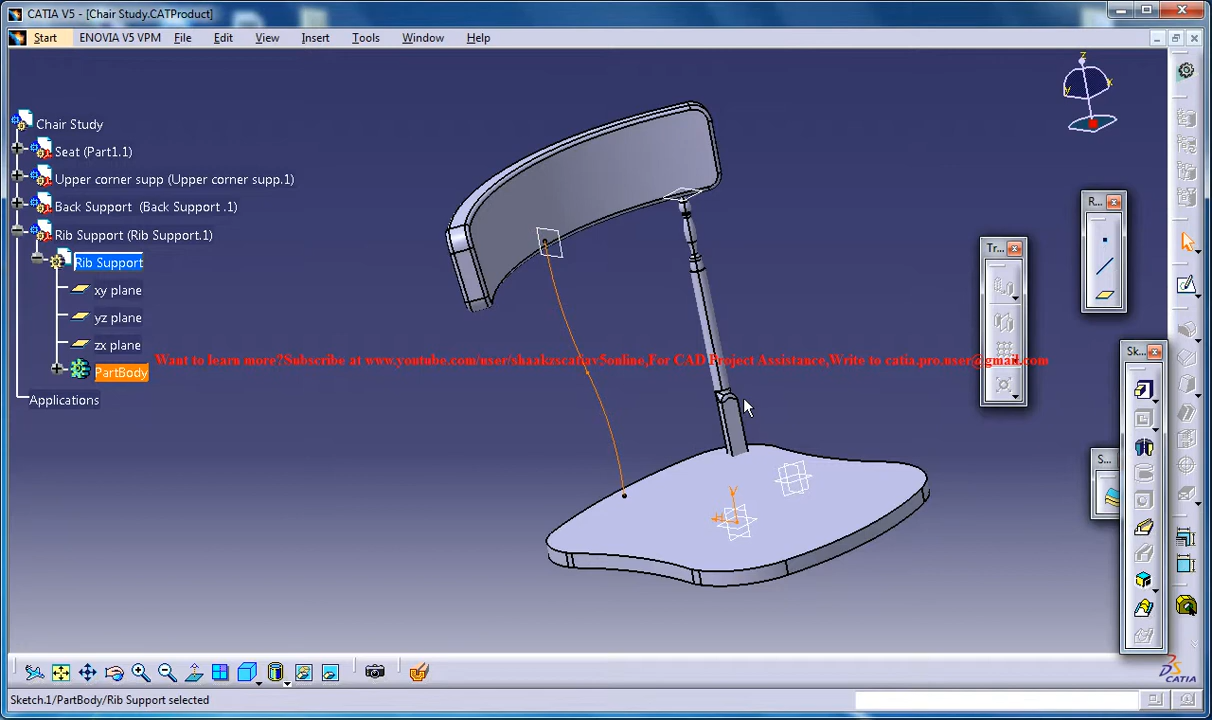 CATIA V5 - [Chair Study.CATProduct]
Start ENOVIA V5 VPM File Edit View Insert Tools Window Help
Chair Study
Seat (Part1.1)
Upper corner supp (Upper corner supp.1)
Back Support (Back Support .1)
Rib Support (Rib Support.1)
Rib Support
xy plane
yz plane
zx plane
PartBody
Applications
Want to learn more?Subscribe at www.youtube.com/user/shaakzscatiav5online,For CAD Project Assistance,Write to catia.pro.user@gmail.com
z
x
y
R...
Tr...
Sk...
S...
V
H
CATIA
Sketch.1/PartBody/Rib Support selected